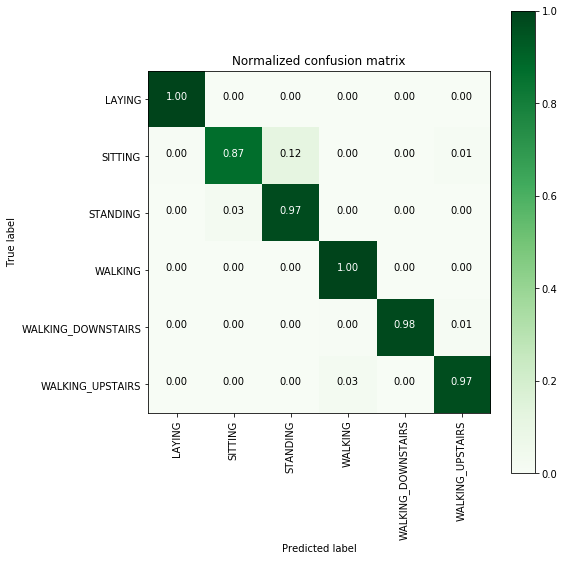 Normalized confusion matrix
True label
LAYING 1.00 0.00 0.00 0.00 0.00 0.00
SITTING 0.00 0.87 0.12 0.00 0.00 0.01
STANDING 0.00 0.03 0.97 0.00 0.00 0.00
WALKING 0.00 0.00 0.00 1.00 0.00 0.00
WALKING_DOWNSTAIRS 0.00 0.00 0.00 0.00 0.98 0.01
WALKING_UPSTAIRS 0.00 0.00 0.00 0.03 0.00 0.97
LAYING
SITTING
STANDING
WALKING
WALKING_DOWNSTAIRS
WALKING_UPSTAIRS
Predicted label
1.0
0.8
0.6
0.4
0.2
0.0